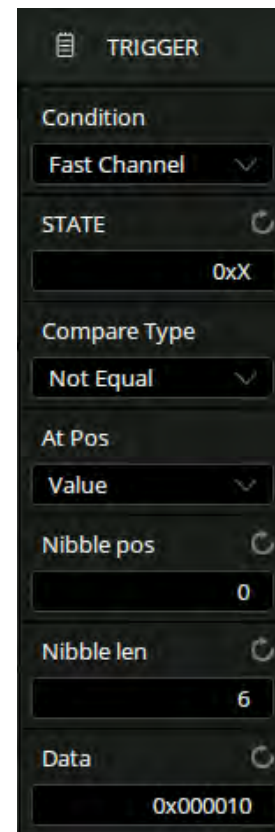 TRIGGER
Condition
Fast Channel
STATE
0xX
Compare Type
Not Equal
At Pos
Value
Nibble pos
0
Nibble len
6
Data
0x000010